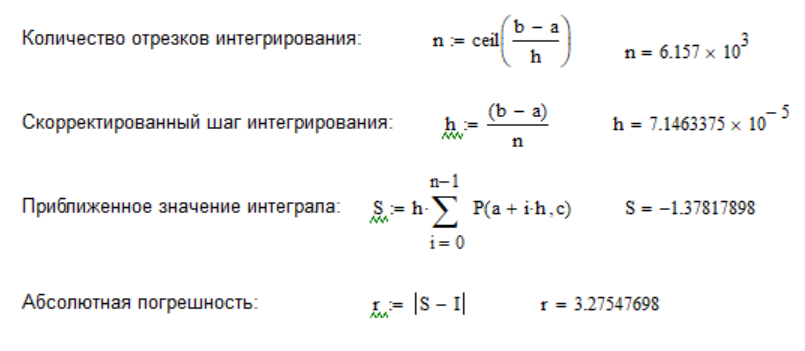 Количество отрезков интегрирования: n := ceil((b − a)/h) n = 6.157 × 10^3
Скорректированный шаг интегрирования: h := (b − a)/n h = 7.1463375 × 10^−5
Приближенное значение интеграла: S := h·∑_{i = 0}^{n−1} P(a + i·h, c) S = −1.37817898
Абсолютная погрешность: r := |S − I| r = 3.27547698